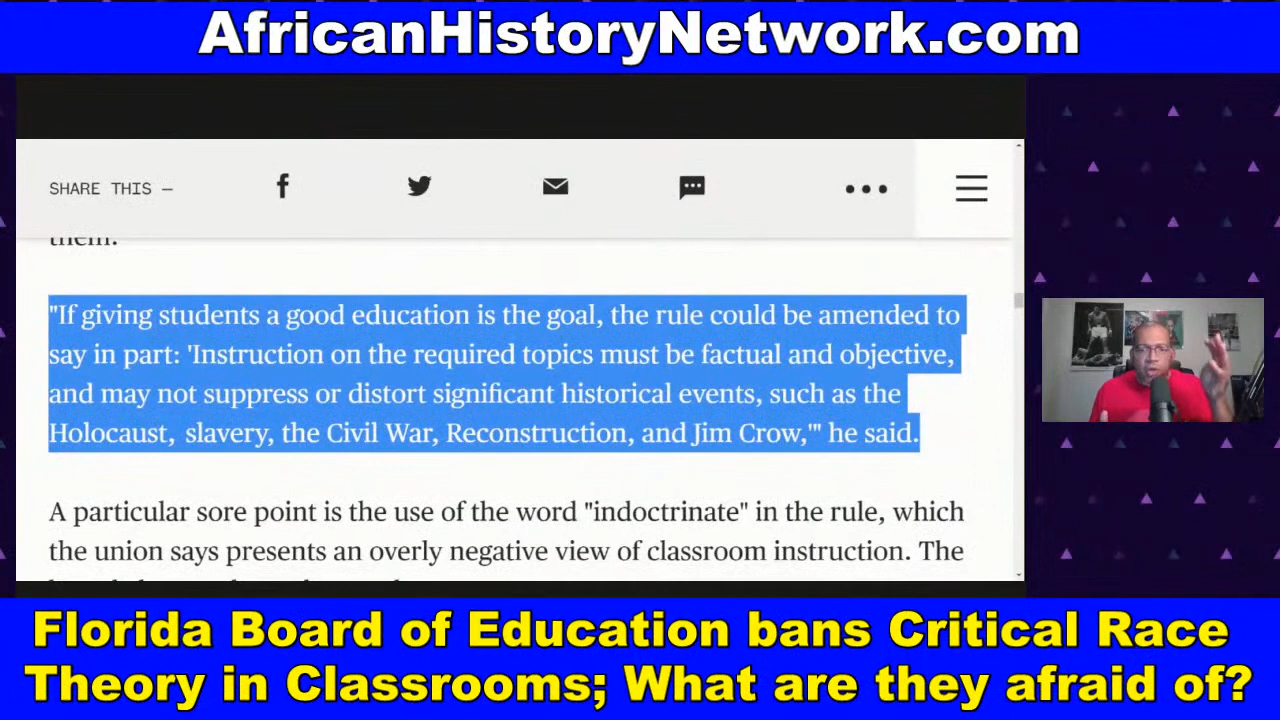 AfricanHistoryNetwork.com
SHARE THIS –
them.
"If giving students a good education is the goal, the rule could be amended to
say in part: 'Instruction on the required topics must be factual and objective,
and may not suppress or distort significant historical events, such as the
Holocaust, slavery, the Civil War, Reconstruction, and Jim Crow,'" he said.
A particular sore point is the use of the word "indoctrinate" in the rule, which
the union says presents an overly negative view of classroom instruction. The
Florida Board of Education bans Critical Race
Theory in Classrooms; What are they afraid of?